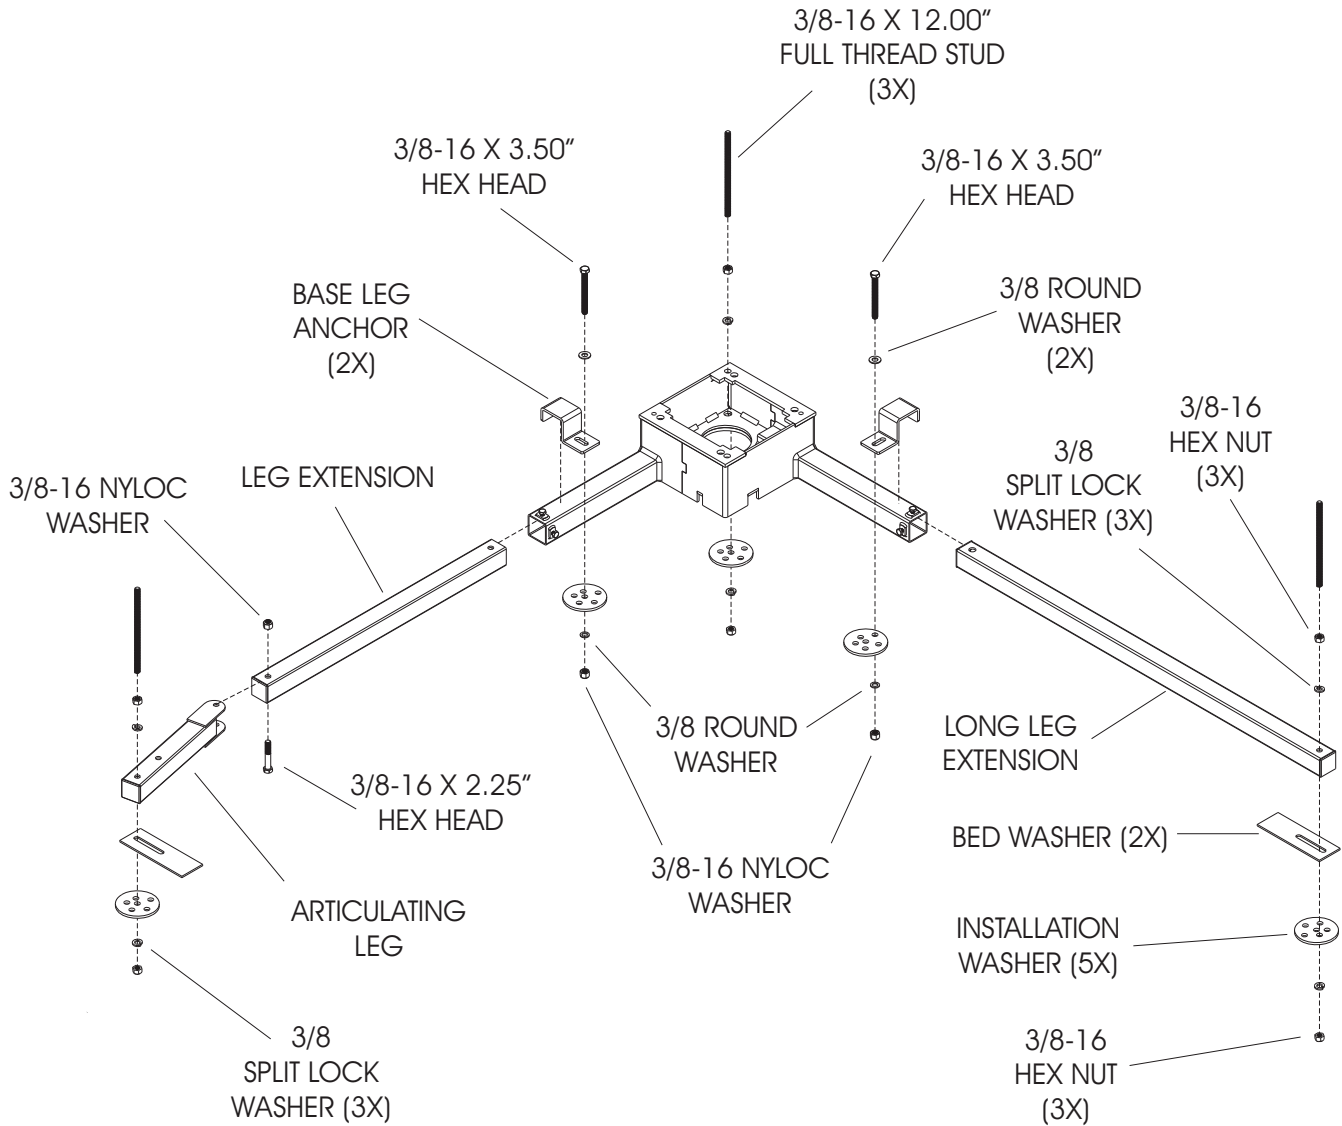 3/8-16 X 12.00”
FULL THREAD STUD
(3X)
3/8-16 X 3.50”
HEX HEAD
3/8-16 X 3.50”
HEX HEAD
BASE LEG
ANCHOR
(2X)
3/8 ROUND
WASHER
(2X)
3/8-16
HEX NUT
(3X)
3/8
SPLIT LOCK
WASHER (3X)
LEG EXTENSION
3/8-16 NYLOC
WASHER
3/8 ROUND
WASHER
LONG LEG
EXTENSION
3/8-16 X 2.25”
HEX HEAD
BED WASHER (2X)
3/8-16 NYLOC
WASHER
ARTICULATING
LEG
INSTALLATION
WASHER (5X)
3/8
SPLIT LOCK
WASHER (3X)
3/8-16
HEX NUT
(3X)